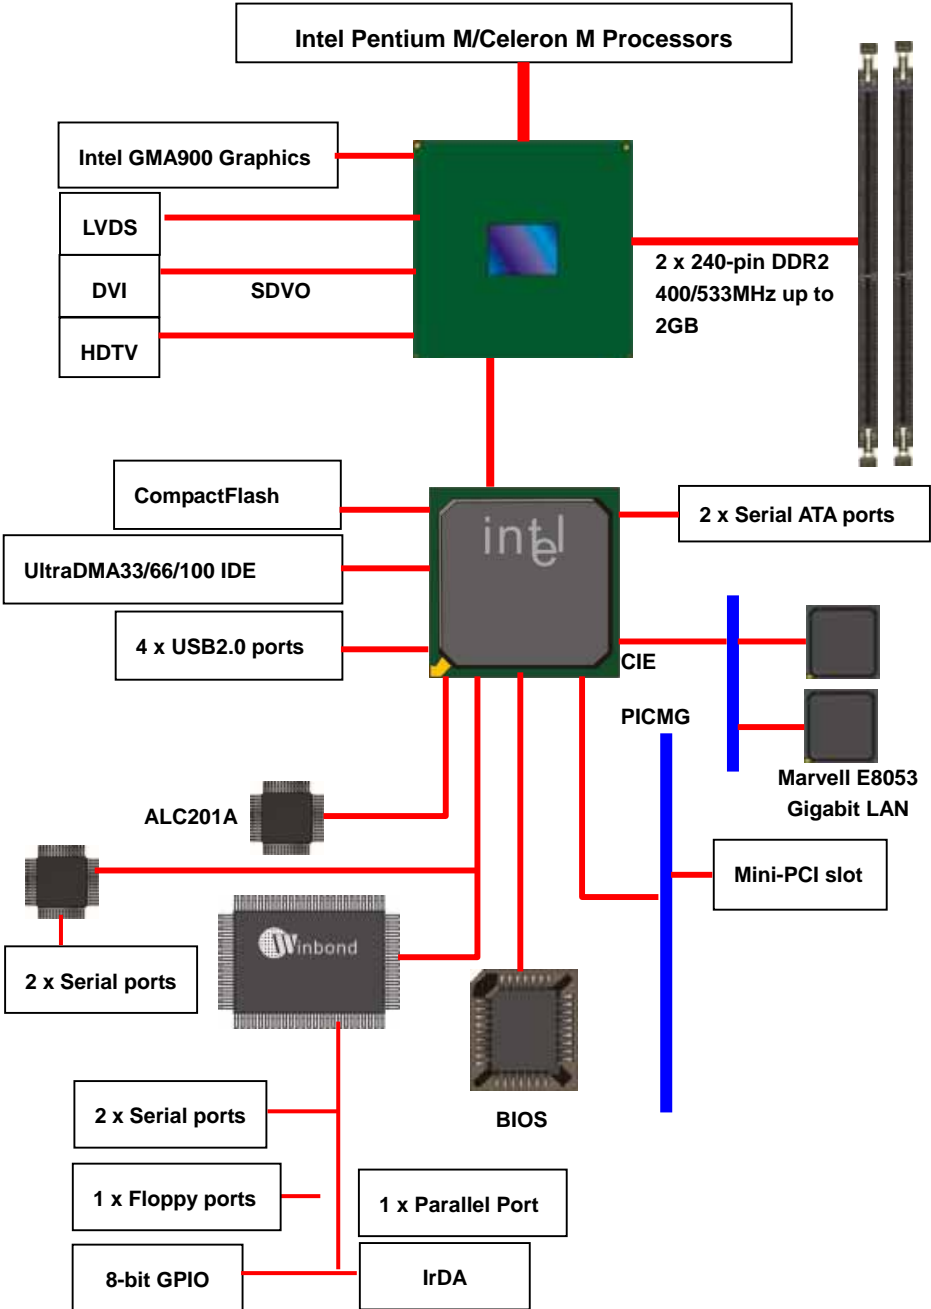 Intel Pentium M/Celeron M Processors
Intel GMA900 Graphics
LVDS
DVI
SDVO
HDTV
2 x 240-pin DDR2
400/533MHz up to
2GB
CompactFlash
intel
2 x Serial ATA ports
UltraDMA33/66/100 IDE
4 x USB2.0 ports
CIE
PICMG
Marvell E8053
Gigabit LAN
ALC201A
Mini-PCI slot
Winbond
2 x Serial ports
BIOS
2 x Serial ports
1 x Floppy ports
1 x Parallel Port
8-bit GPIO
IrDA